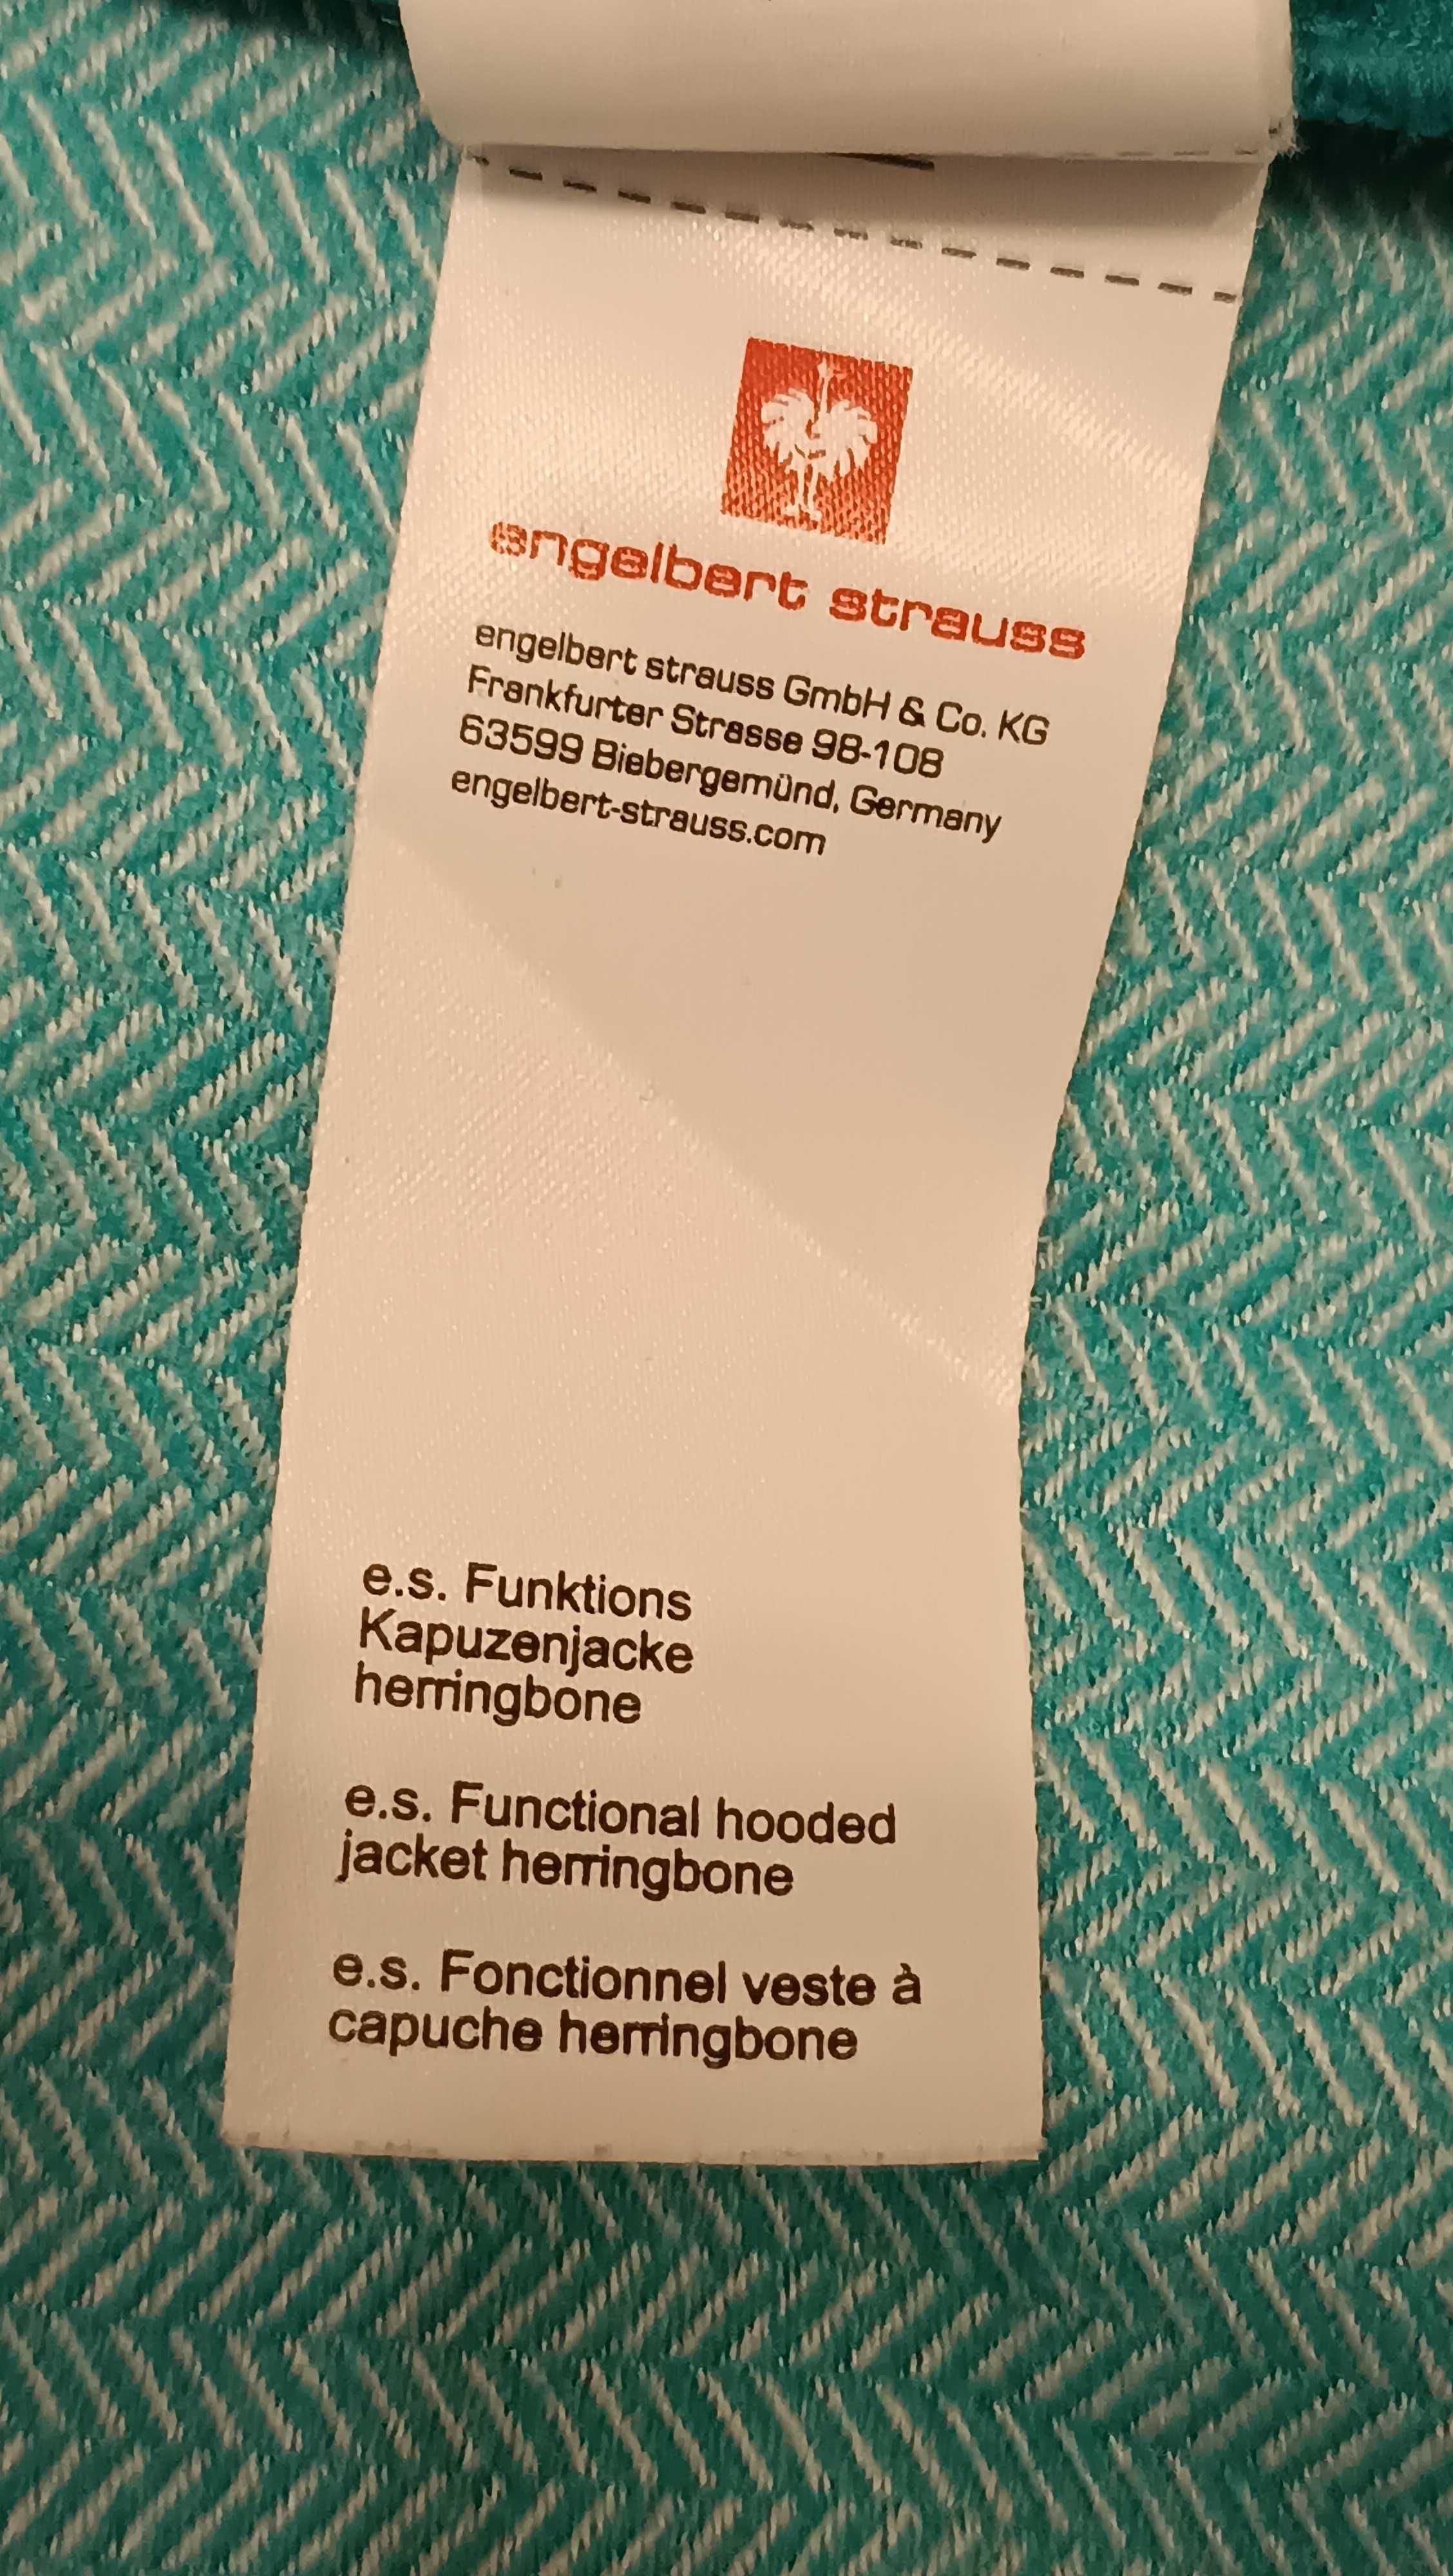 engelbert strauss
engelbert strauss GmbH & Co. KG
Frankfurter Strasse 98-108
63599 Biebergemünd, Germany
engelbert-strauss.com
e.s. Funktions
Kapuzenjacke
herringbone
e.s. Functional hooded
jacket herringbone
e.s. Fonctionnel veste à
capuche herringbone